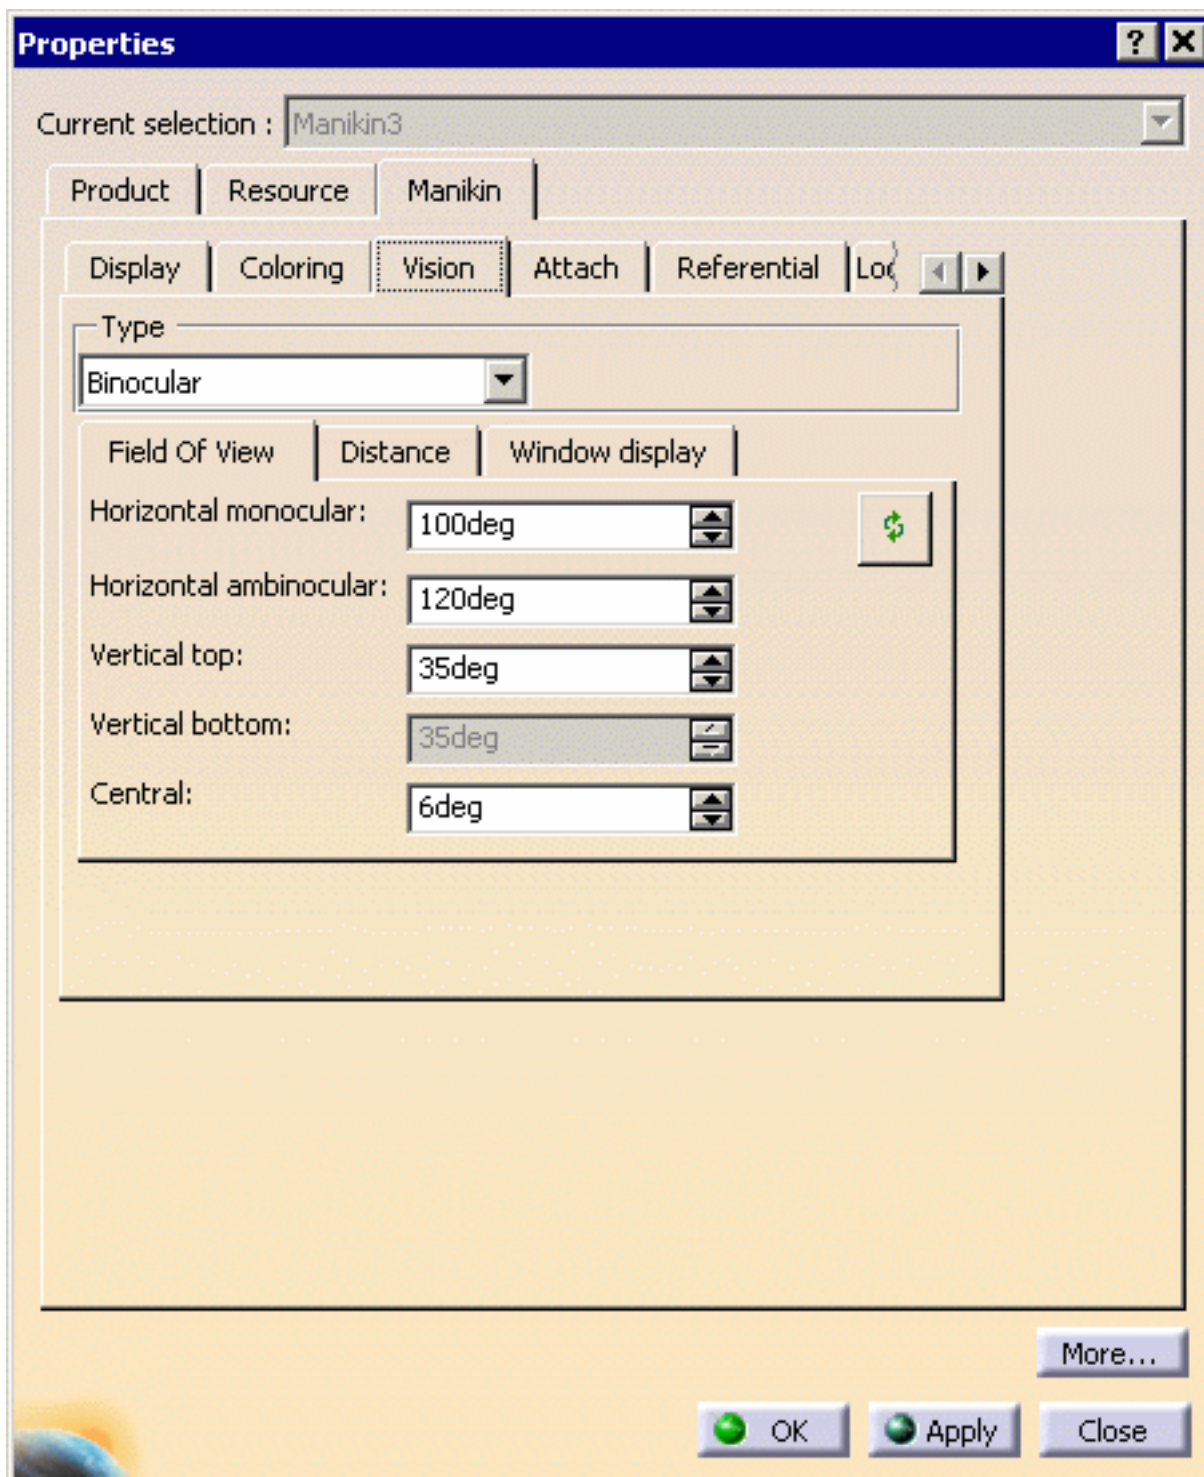 Properties
Current selection : Manikin3
Product Resource Manikin
Display Coloring Vision Attach Referential
Type
Binocular
Field Of View Distance Window display
Horizontal monocular: 100deg
Horizontal ambinocular: 120deg
Vertical top: 35deg
Vertical bottom: 35deg
Central: 6deg
More...
OK Apply Close